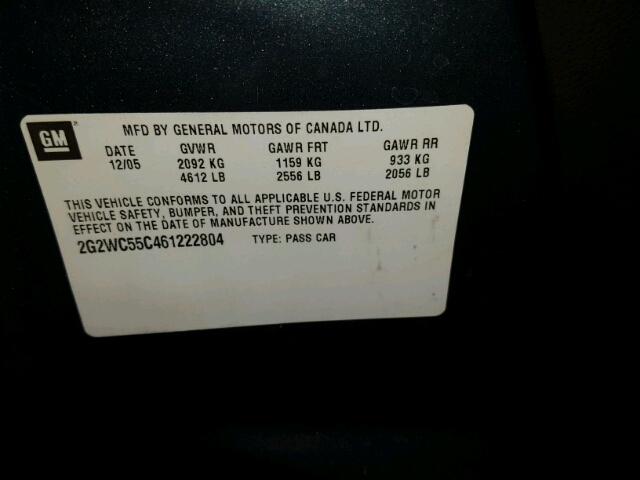 GM
MFD BY GENERAL MOTORS OF CANADA LTD.
DATE GVWR GAWR FRT GAWR RR
12/05 2092 KG 1159 KG 933 KG
4612 LB 2556 LB 2056 LB
THIS VEHICLE CONFORMS TO ALL APPLICABLE U.S. FEDERAL MOTOR
VEHICLE SAFETY, BUMPER, AND THEFT PREVENTION STANDARDS IN
EFFECT ON THE DATE OF MANUFACTURE SHOWN ABOVE.
2G2WC55C461222804 TYPE: PASS CAR